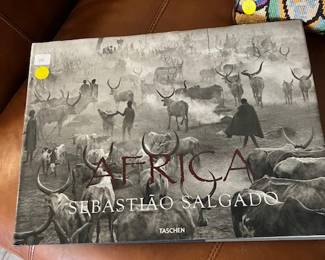 AFRICA
SEBASTIÃO SALGADO
TASCHEN